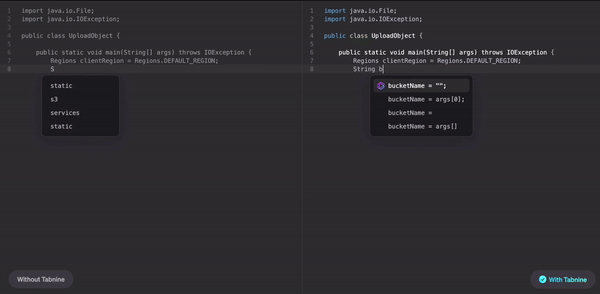 1 import java.io.File;
2 import java.io.IOException;
3
4 public class UploadObject {
5
6 public static void main(String[] args) throws IOException {
7 Regions clientRegion = Regions.DEFAULT_REGION;
8 S
static
s3
services
static
Without Tabnine
1 import java.io.File;
2 import java.io.IOException;
3
4 public class UploadObject {
5
6 public static void main(String[] args) throws IOException {
7 Regions clientRegion = Regions.DEFAULT_REGION;
8 String b
bucketName = "";
bucketName = args[0];
bucketName =
bucketName = args[]
With Tabnine